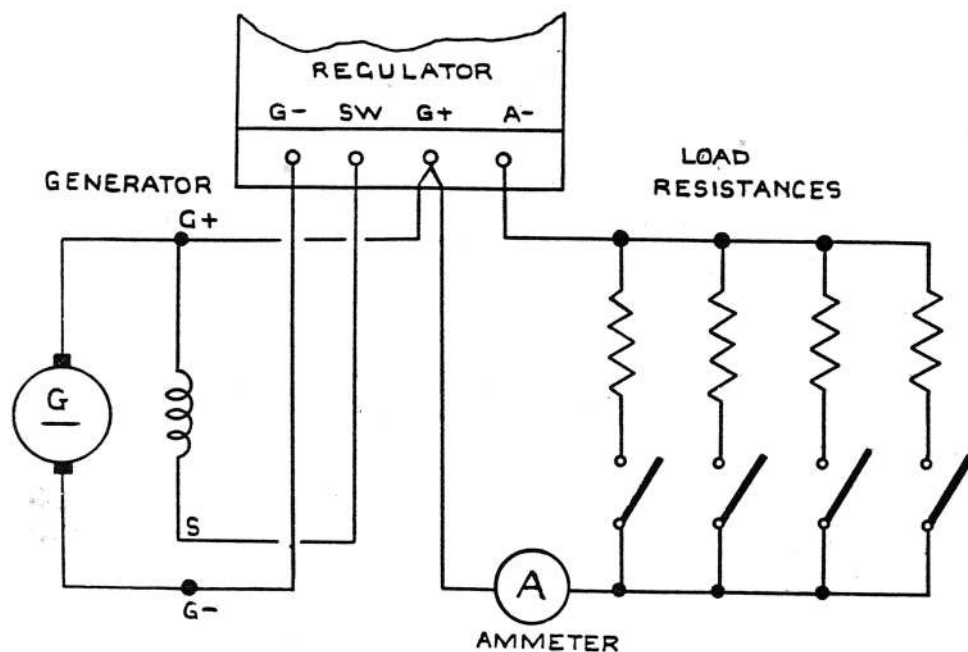 REGULATOR
G- SW G+ A-
GENERATOR
LOAD
RESISTANCES
G+
G
S
G-
A
AMMETER